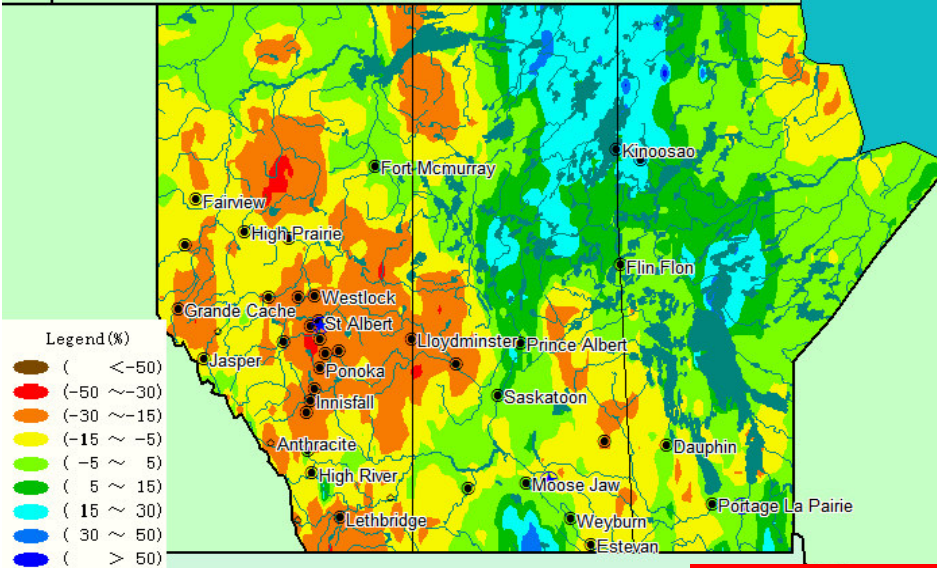 Kinoosao
Fort Mcmurray
Fairview
High Prairie
Flin Flon
Westlock
Grande Cache
St Albert
Lloydminster
Prince Albert
Jasper
Ponoka
Innisfall
Saskatoon
Anthracite
Dauphin
High River
Moose Jaw
Portage La Pairie
Lethbridge
Weyburn
Estevan
Legend(%)
( <-50)
(-50 ~-30)
(-30 ~-15)
(-15 ~ -5)
( -5 ~ 5)
( 5 ~ 15)
( 15 ~ 30)
( 30 ~ 50)
( > 50)